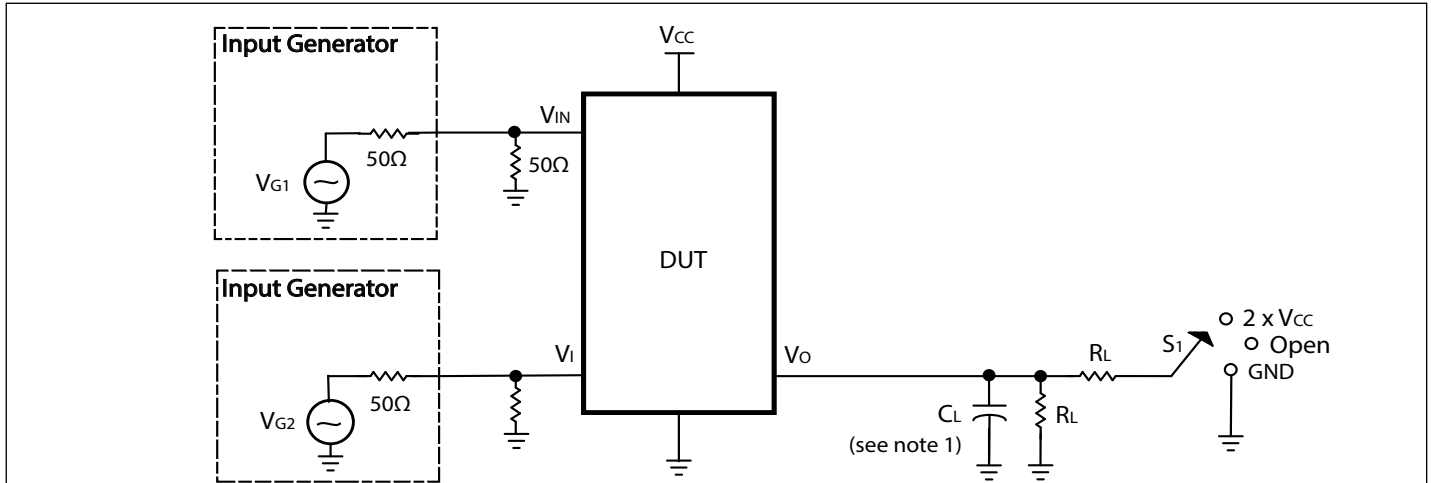 Input Generator
VCC
VIN
50Ω
50Ω
VG1
DUT
Input Generator
2 x VCC
S1
Open
VI
VO
RL
GND
50Ω
VG2
CL
RL
(see note 1)